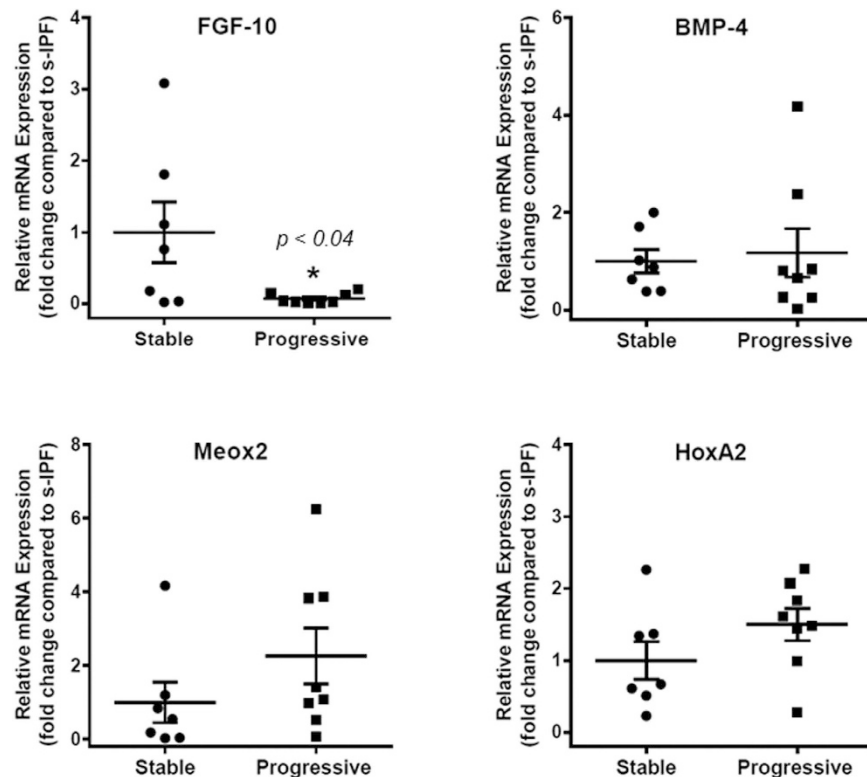 FGF-10
Relative mRNA Expression
(fold change compared to s-IPF)
4
3
2
1
0
p < 0.04
*
Stable Progressive
BMP-4
Relative mRNA Expression
(fold change compared to s-IPF)
6
4
2
0
Stable Progressive
Meox2
Relative mRNA Expression
(fold change compared to s-IPF)
8
6
4
2
0
Stable Progressive
HoxA2
Relative mRNA Expression
(fold change compared to s-IPF)
4
3
2
1
0
Stable Progressive